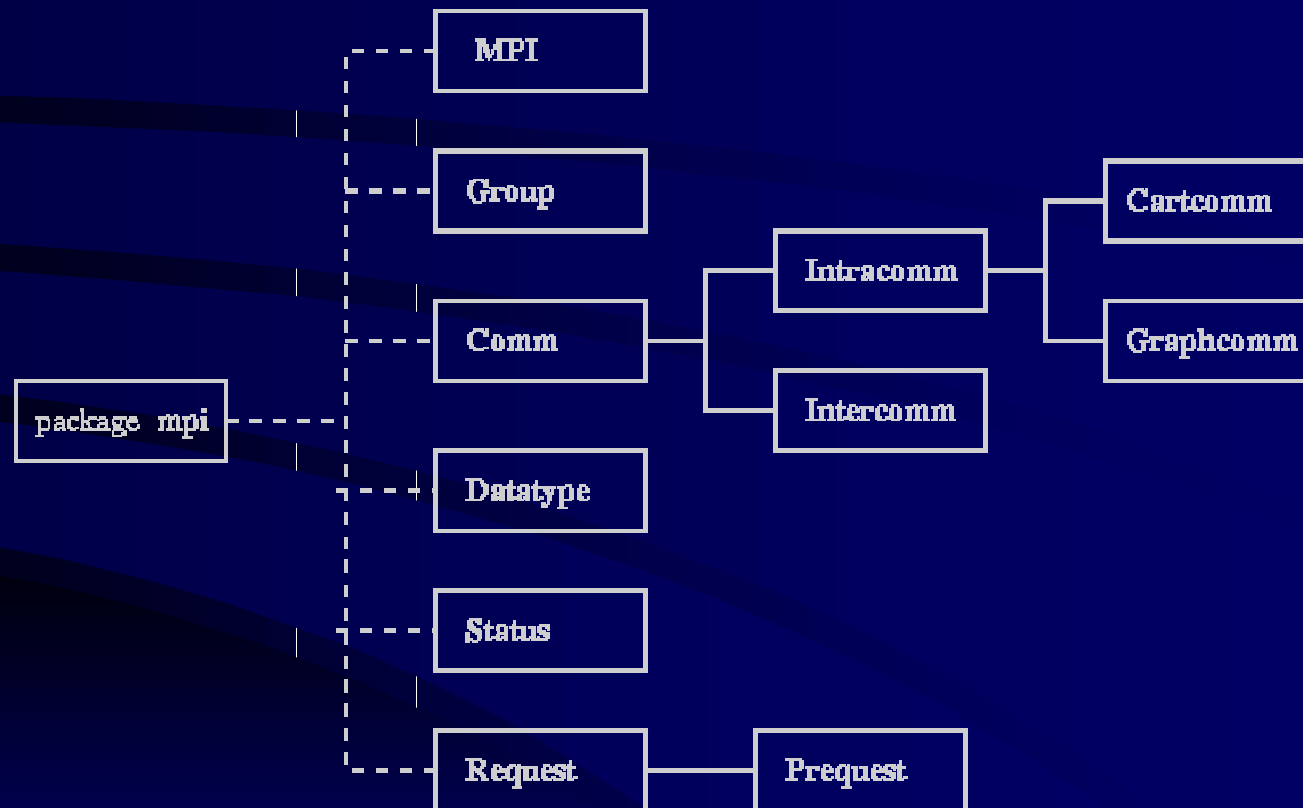 MPI
Group
Cartcomm
Intracomm
Comm
Graphcomm
Intercomm
package mpi
Datatype
Status
Request
Prequest